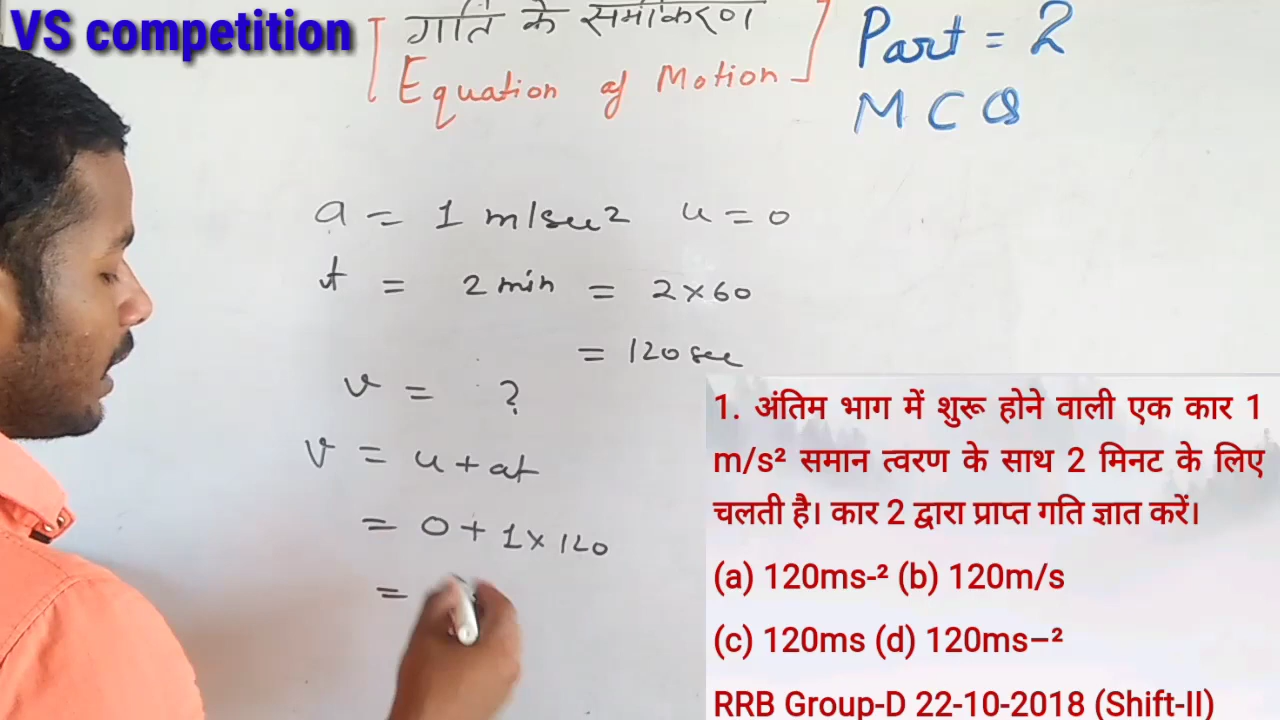 VS competition
[ गति के समीकरण
Equation of Motion ]
Part = 2
MCQ
a = 1 m/sec2 u = 0
t = 2 min = 2×60
= 120 sec
v = ?
v = u + at
= 0 + 1×120
=
1. अंतिम भाग में शुरू होने वाली एक कार 1
m/s² समान त्वरण के साथ 2 मिनट के लिए
चलती है। कार 2 द्वारा प्राप्त गति ज्ञात करें।
(a) 120ms-² (b) 120m/s
(c) 120ms (d) 120ms–²
RRB Group-D 22-10-2018 (Shift-II)